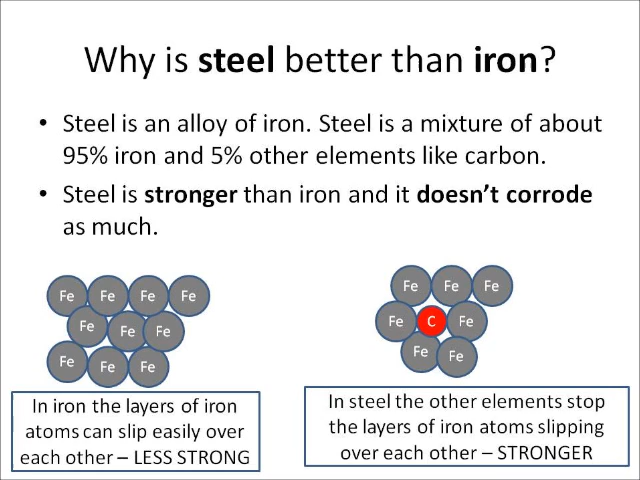 Why is steel better than iron?
• Steel is an alloy of iron. Steel is a mixture of about
95% iron and 5% other elements like carbon.
• Steel is stronger than iron and it doesn't corrode
as much.
Fe Fe Fe Fe
Fe Fe Fe
Fe Fe Fe
In iron the layers of iron
atoms can slip easily over
each other – LESS STRONG
Fe Fe Fe
Fe C Fe
Fe Fe
In steel the other elements stop
the layers of iron atoms slipping
over each other – STRONGER